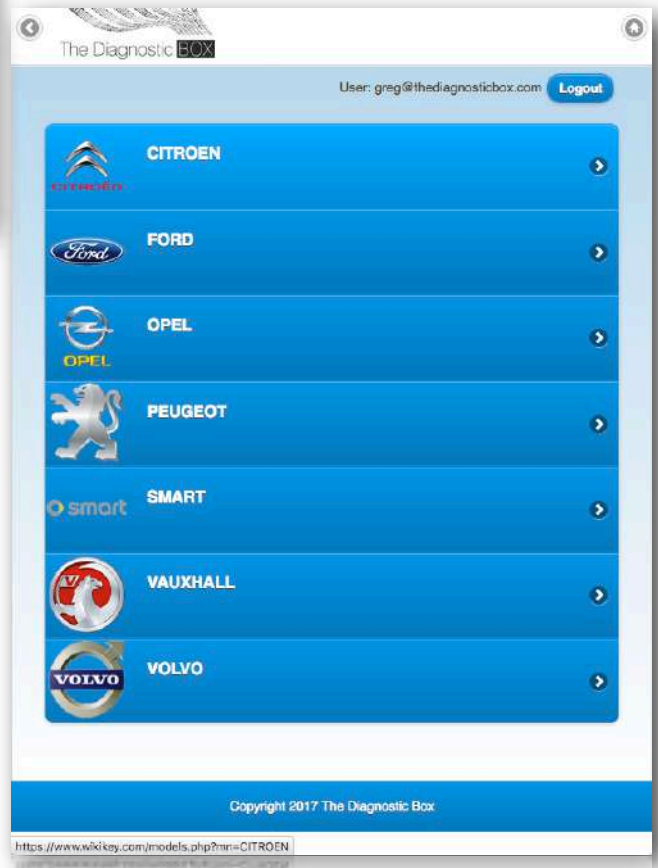 The Diagnostic BOX
User: greg@thediagnosticbox.com Logout
CITROËN CITROEN
Ford FORD
OPEL
OPEL
PEUGEOT
smart SMART
VAUXHALL
VOLVO VOLVO
Copyright 2017 The Diagnostic Box
https://www.wikikey.com/models.php?mn=CITROEN